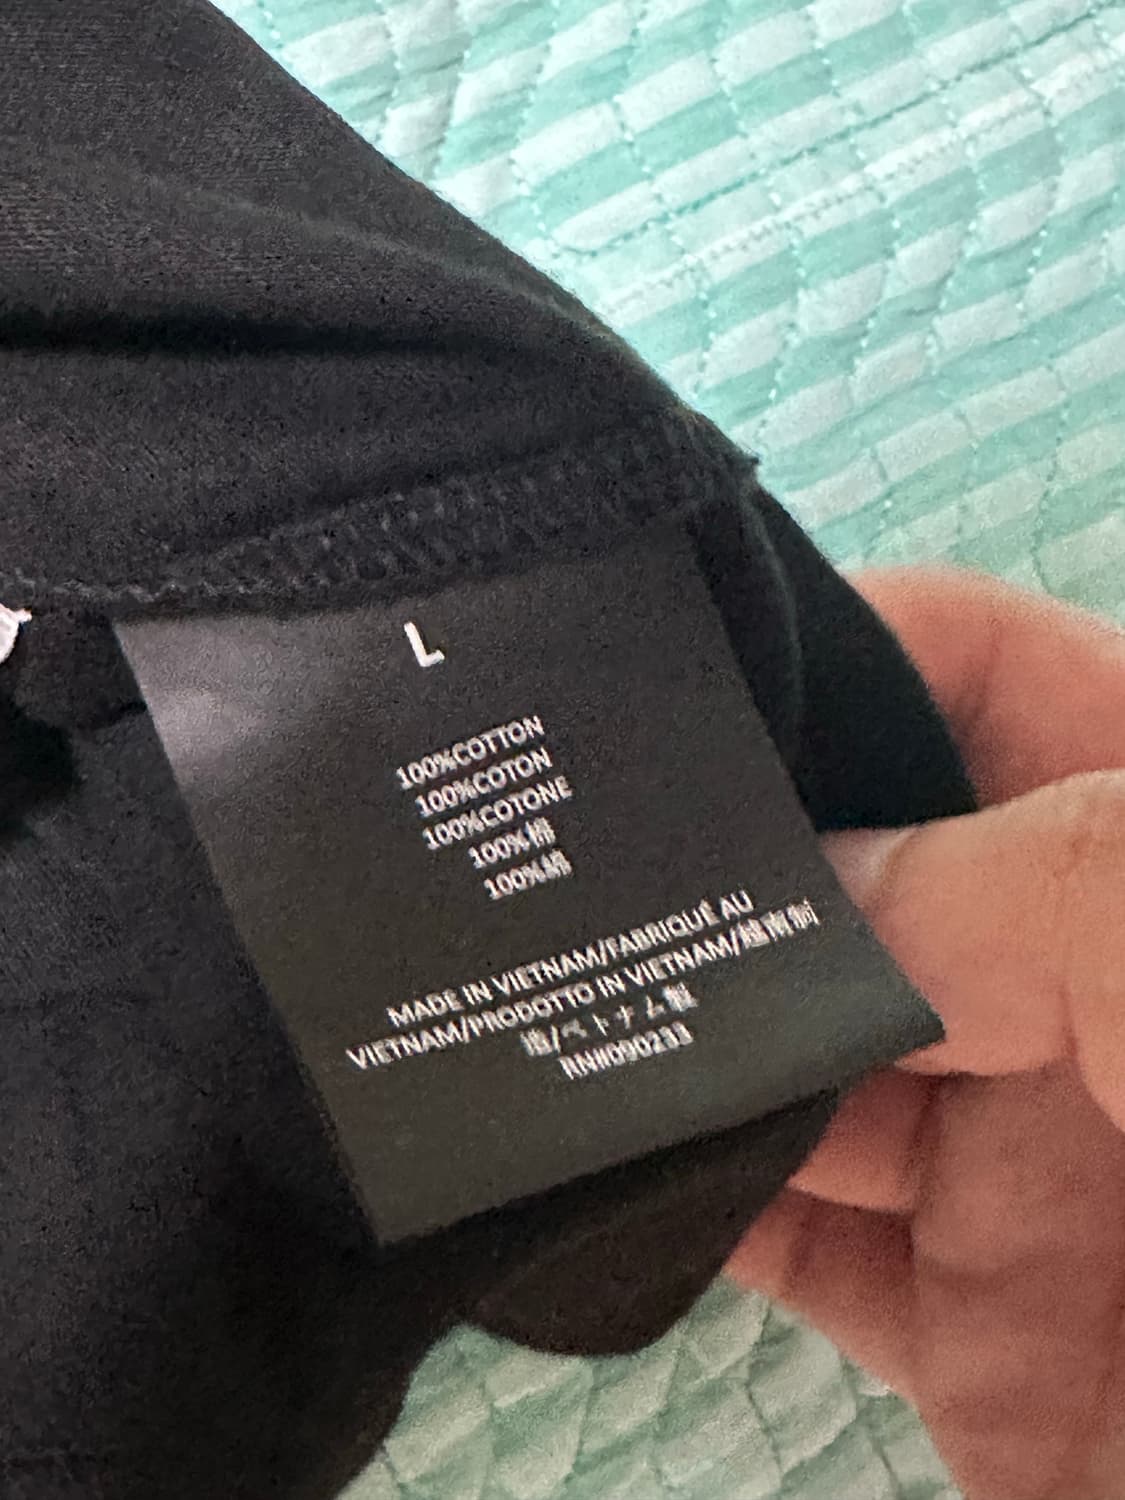 L
100%COTTON
100%COTON
100%COTONE
100%棉
100%綿
MADE IN VIETNAM/FABRIQUÉ AU
VIETNAM/PRODOTTO IN VIETNAM/越南制
造/ベトナム製
RN#090233